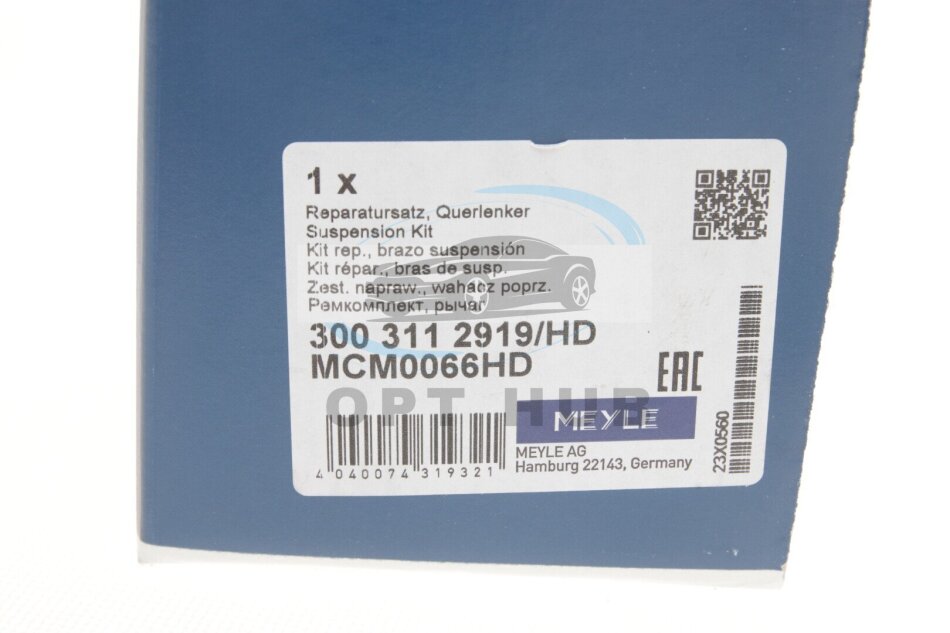 1 x
Reparatursatz, Querlenker
Suspension Kit
Kit rep., brazo suspensión
Kit répar., bras de susp.
Zest. napraw., wahacz poprz.
Ремкомплект, рычаг
300 311 2919/HD
MCM0066HD
EAC
OPT HUB
MEYLE
4 040074 319321
MEYLE AG
Hamburg 22143, Germany
23X0560